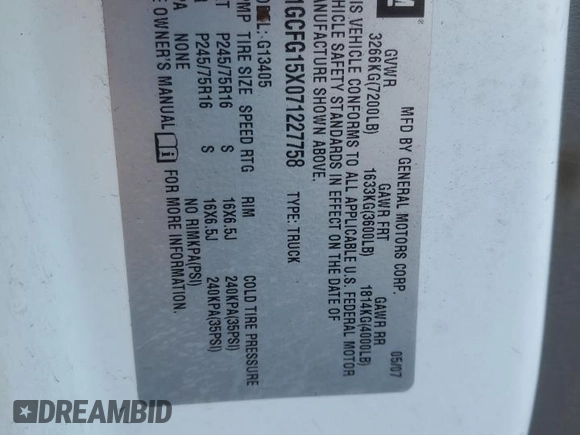 MFD BY GENERAL MOTORS CORP. 05/07
GVWR GAWR FRT GAWR RR
3266KG(7200LB) 1633KG(3600LB) 1814KG(4000LB)
IS VEHICLE CONFORMS TO ALL APPLICABLE U.S. FEDERAL MOTOR
EHICLE SAFETY STANDARDS IN EFFECT ON THE DATE OF
ANUFACTURE SHOWN ABOVE.
1GCFG15X071227758 TYPE: TRUCK
MODEL: G13405
TIRE SIZE SPEED RTG RIM COLD TIRE PRESSURE
P245/75R16 S 16X6.5J 240KPA(35PSI)
P245/75R16 S 16X6.5J 240KPA(35PSI)
NONE NO RIMKPA(PSI)
OWNER'S MANUAL i FOR MORE INFORMATION.
DREAMBID